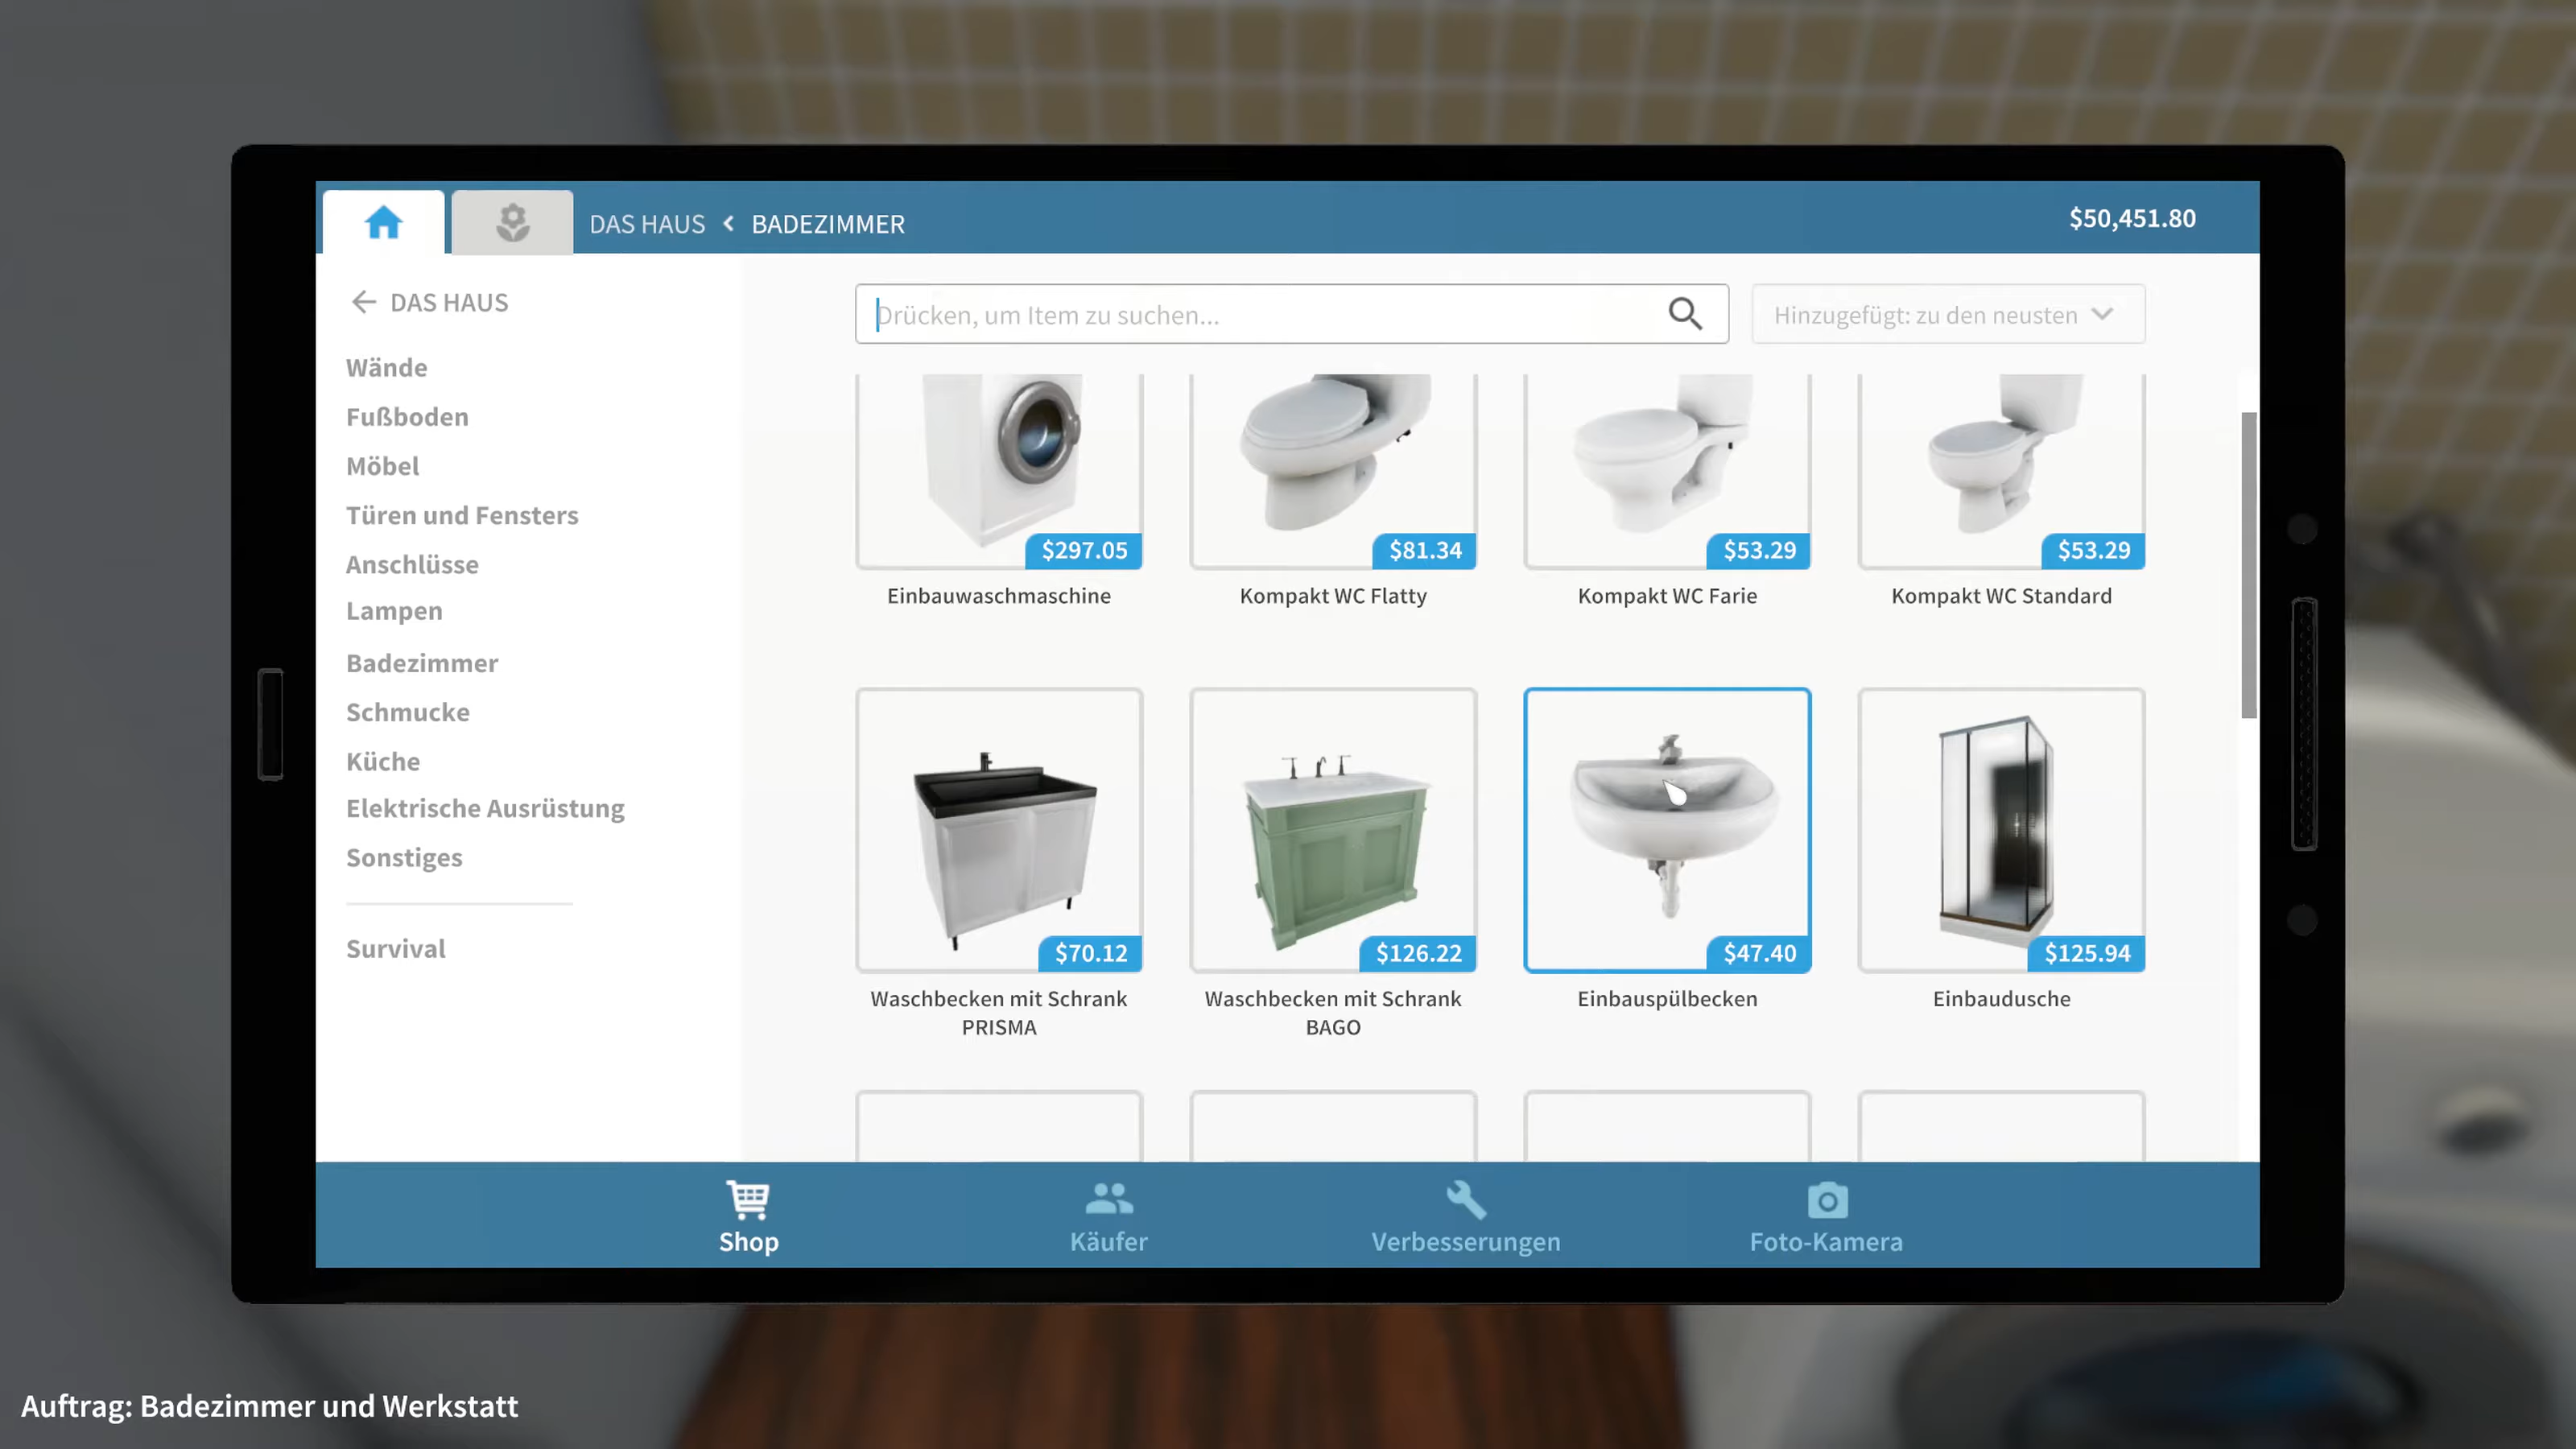 DAS HAUS < BADEZIMMER
$50,451.80
DAS HAUS
Drücken, um Item zu suchen...
Hinzugefügt: zu den neusten
Wände
Fußboden
Möbel
Türen und Fensters
Anschlüsse
Lampen
Badezimmer
Schmucke
Küche
Elektrische Ausrüstung
Sonstiges
Survival
$297.05
$81.34
$53.29
$53.29
Einbauwaschmaschine
Kompakt WC Flatty
Kompakt WC Farie
Kompakt WC Standard
$70.12
$126.22
$47.40
$125.94
Waschbecken mit Schrank
PRISMA
Waschbecken mit Schrank
BAGO
Einbauspülbecken
Einbaudusche
Shop
Käufer
Verbesserungen
Foto-Kamera
Auftrag: Badezimmer und Werkstatt